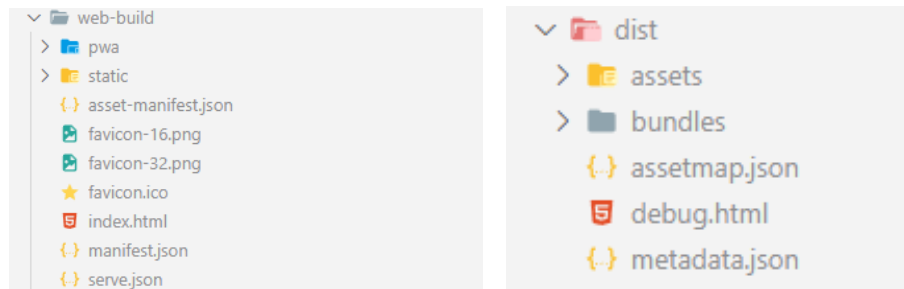 web-build
pwa
static
asset-manifest.json
favicon-16.png
favicon-32.png
favicon.ico
index.html
manifest.json
serve.json
dist
assets
bundles
assetmap.json
debug.html
metadata.json